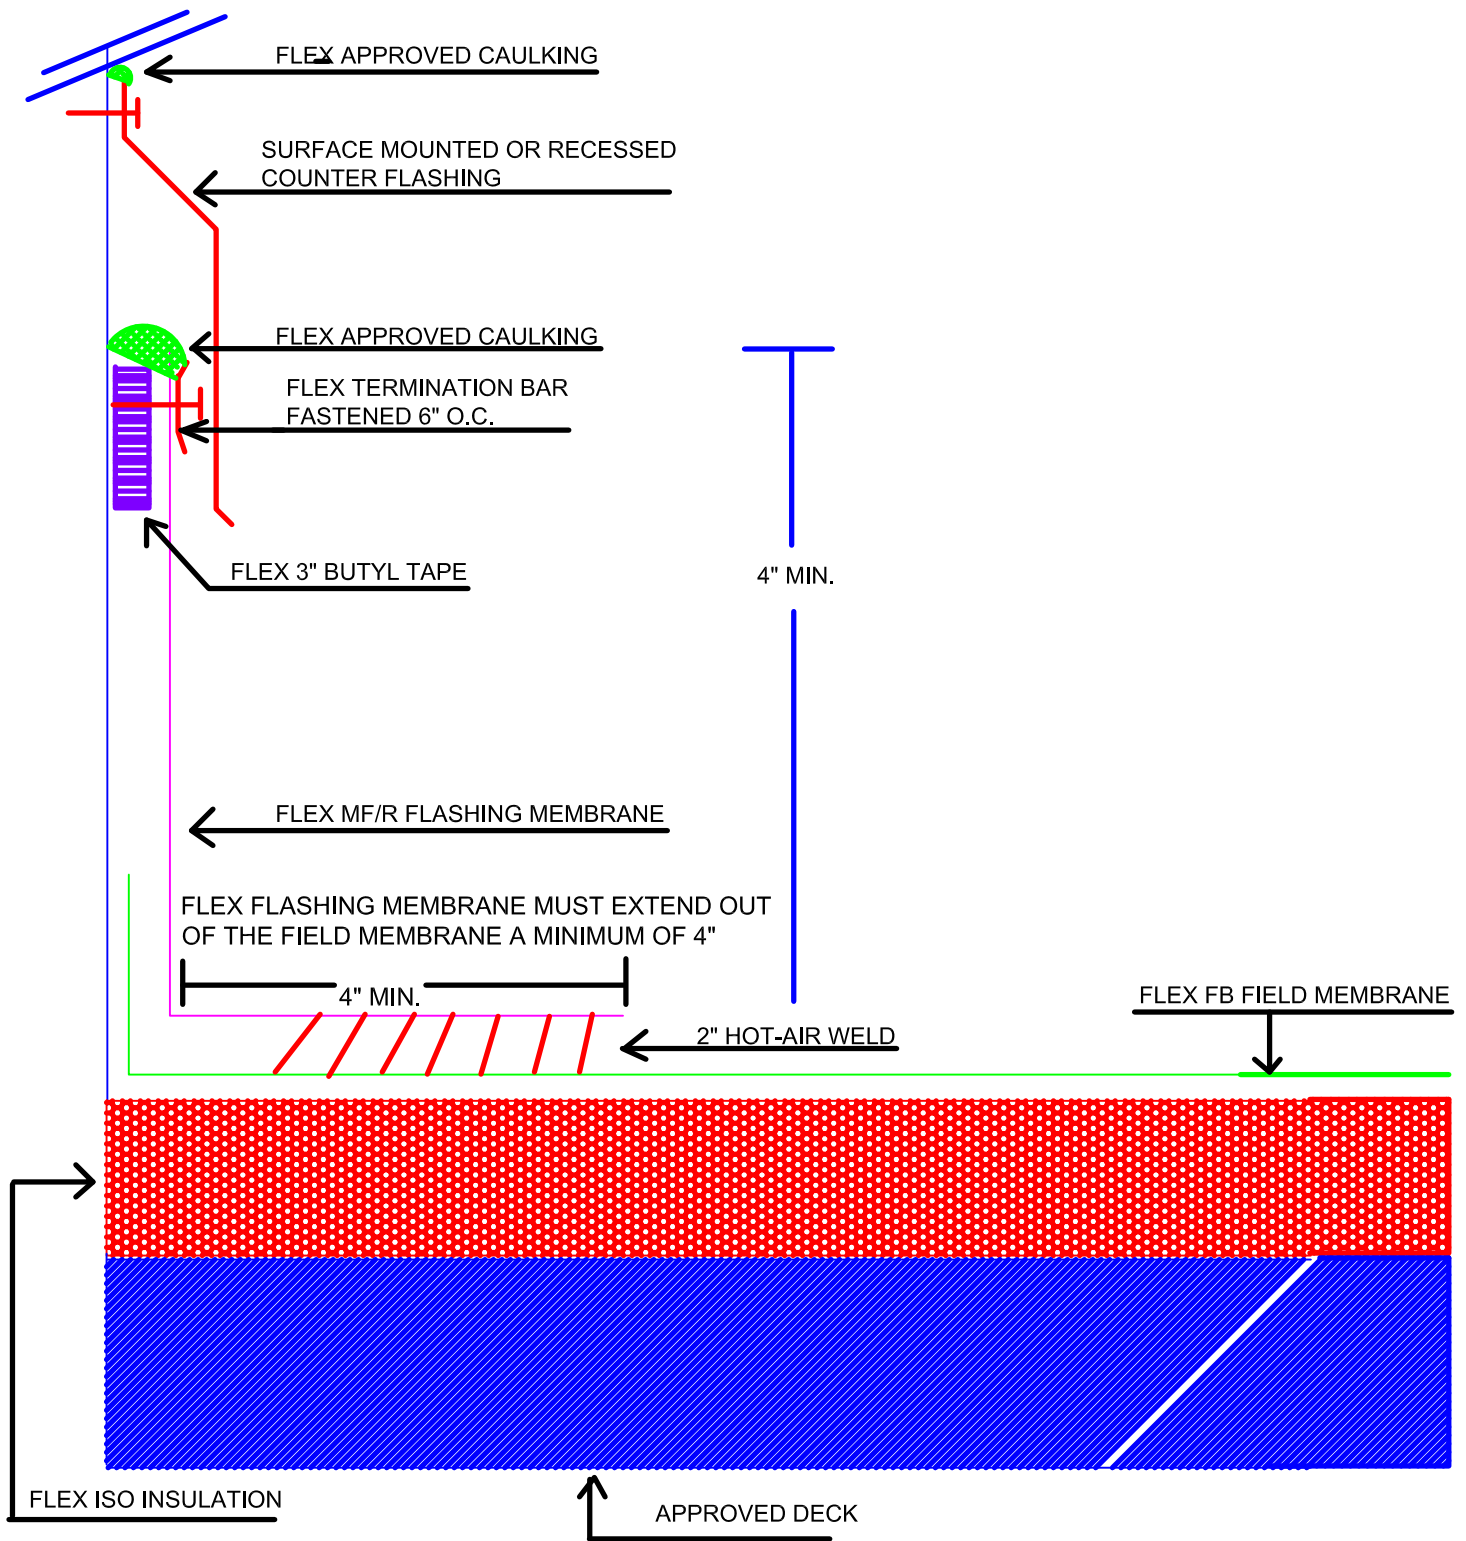 FLEX APPROVED CAULKING
SURFACE MOUNTED OR RECESSED
COUNTER FLASHING
FLEX APPROVED CAULKING
FLEX TERMINATION BAR
FASTENED 6" O.C.
FLEX 3" BUTYL TAPE
4" MIN.
FLEX MF/R FLASHING MEMBRANE
FLEX FLASHING MEMBRANE MUST EXTEND OUT
OF THE FIELD MEMBRANE A MINIMUM OF 4"
4" MIN.
FLEX FB FIELD MEMBRANE
2" HOT-AIR WELD
FLEX ISO INSULATION
APPROVED DECK